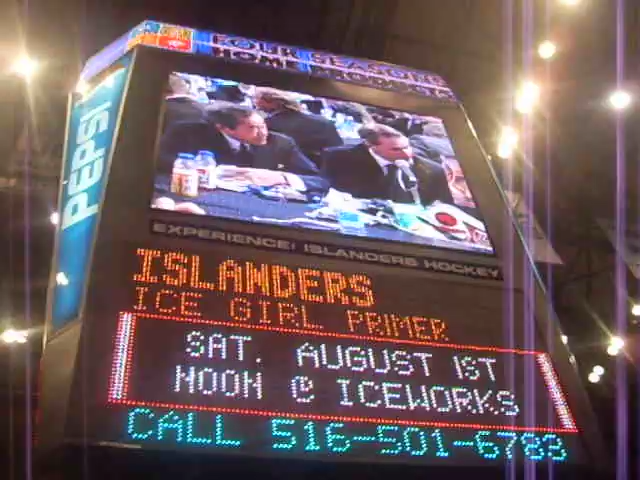 FOUR SEASONS
HOME
PEPSI
EXPERIENCE! ISLANDERS HOCKEY
ISLANDERS
ICE GIRL PRIMER
SAT. AUGUST 1ST
NOON @ ICEWORKS
CALL 516-501-6788